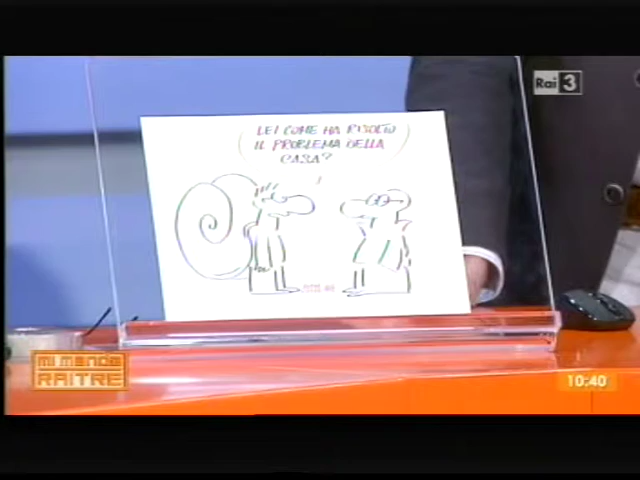 Rai 3
LEI COME HA RISOLTO
IL PROBLEMA DELLA
CASA?
mi manda
RAITRE
10:40